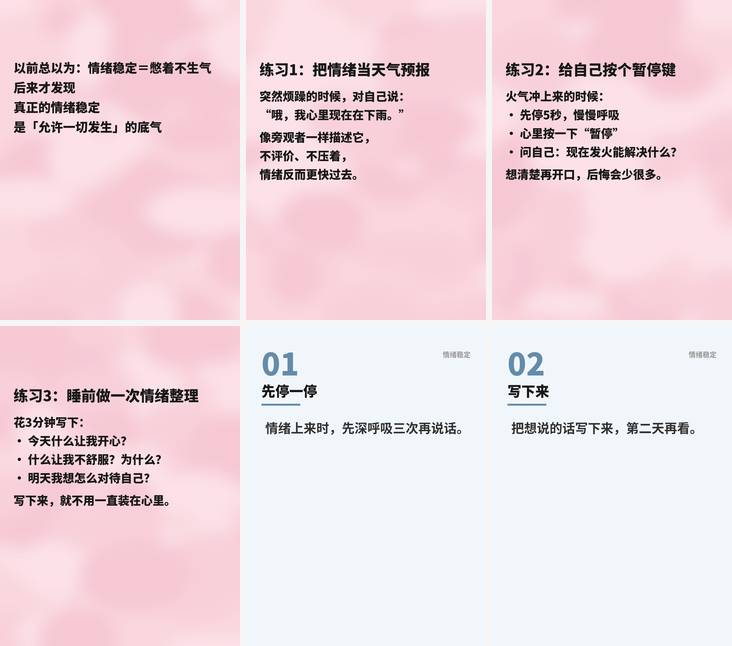 以前总以为：情绪稳定＝憋着不生气
后来才发现
真正的情绪稳定
是「允许一切发生」的底气
练习1：把情绪当天气预报
突然烦躁的时候，对自己说：
“哦，我心里现在在下雨。”
像旁观者一样描述它，
不评价、不压着，
情绪反而更快过去。
练习2：给自己按个暂停键
火气冲上来的时候：
• 先停5秒，慢慢呼吸
• 心里按一下“暂停”
• 问自己：现在发火能解决什么？
想清楚再开口，后悔会少很多。
练习3：睡前做一次情绪整理
花3分钟写下：
• 今天什么让我开心？
• 什么让我不舒服？为什么？
• 明天我想怎么对待自己？
写下来，就不用一直装在心里。
01
情绪稳定
先停一停
情绪上来时，先深呼吸三次再说话。
02
情绪稳定
写下来
把想说的话写下来，第二天再看。